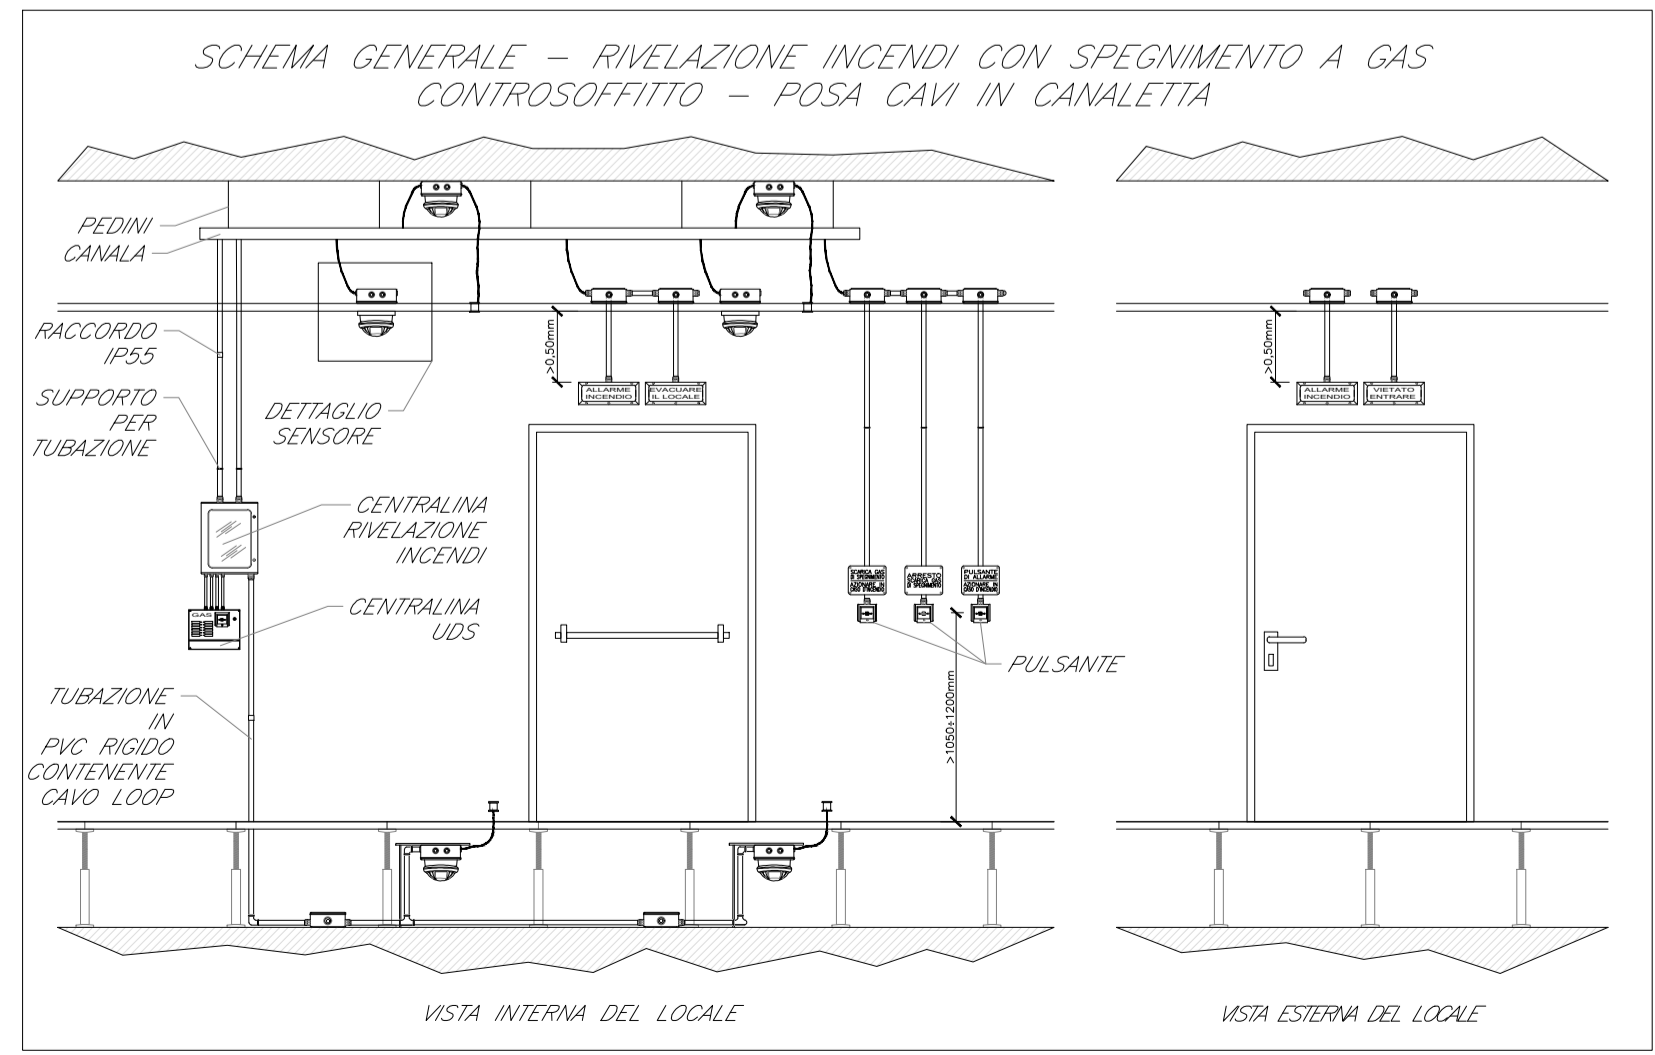 SCHEMA GENERALE – RIVELAZIONE INCENDI CON SPEGNIMENTO A GAS
CONTROSOFFITTO – POSA CAVI IN CANALETTA
PEDINI
CANALA
RACCORDO
IP55
SUPPORTO
PER
TUBAZIONE
DETTAGLIO
SENSORE
>0,50mm
ALLARME
INCENDIO
EVACUARE
IL LOCALE
>0,50mm
ALLARME
INCENDIO
VIETATO
ENTRARE
CENTRALINA
RIVELAZIONE
INCENDI
SCARICA GAS
DI SPEGNIMENTO
AZIONARE IN
CASO D'INCENDIO
ARRESTO
SCARICA GAS
DI SPEGNIMENTO
PULSANTE
DI ALLARME
AZIONARE IN
CASO D'INCENDIO
GAS
CENTRALINA
UDS
PULSANTE
>1050÷1200mm
TUBAZIONE
IN
PVC RIGIDO
CONTENENTE
CAVO LOOP
VISTA INTERNA DEL LOCALE
VISTA ESTERNA DEL LOCALE